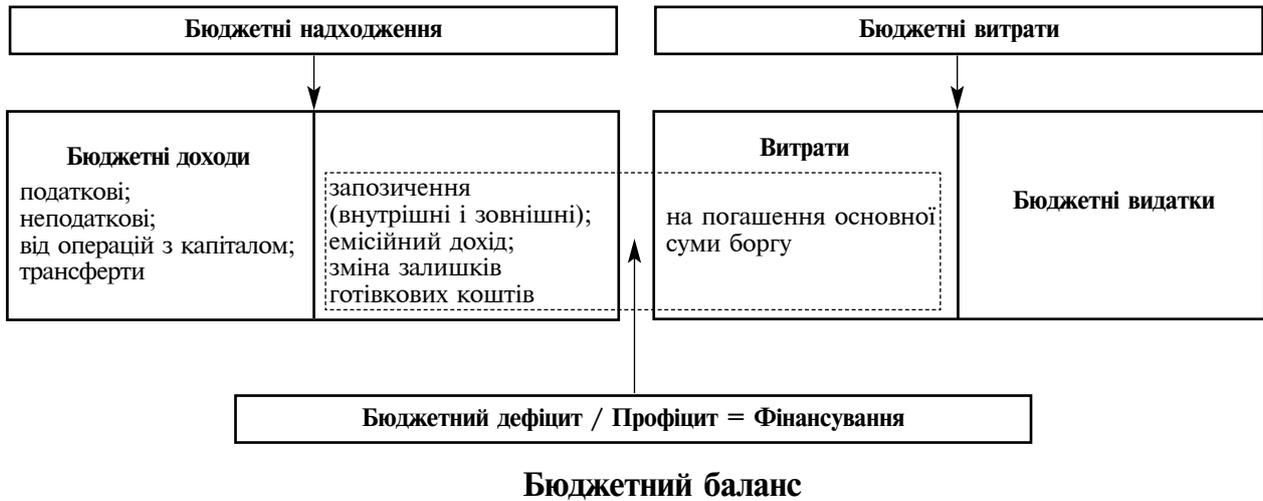 Бюджетні надходження
Бюджетні витрати
Бюджетні доходи
податкові;
неподаткові;
від операцій з капіталом;
трансферти
запозичення
(внутрішні і зовнішні);
емісійний дохід;
зміна залишків
готівкових коштів
Витрати
на погашення основної
суми боргу
Бюджетні видатки
Бюджетний дефіцит / Профіцит = Фінансування
Бюджетний баланс